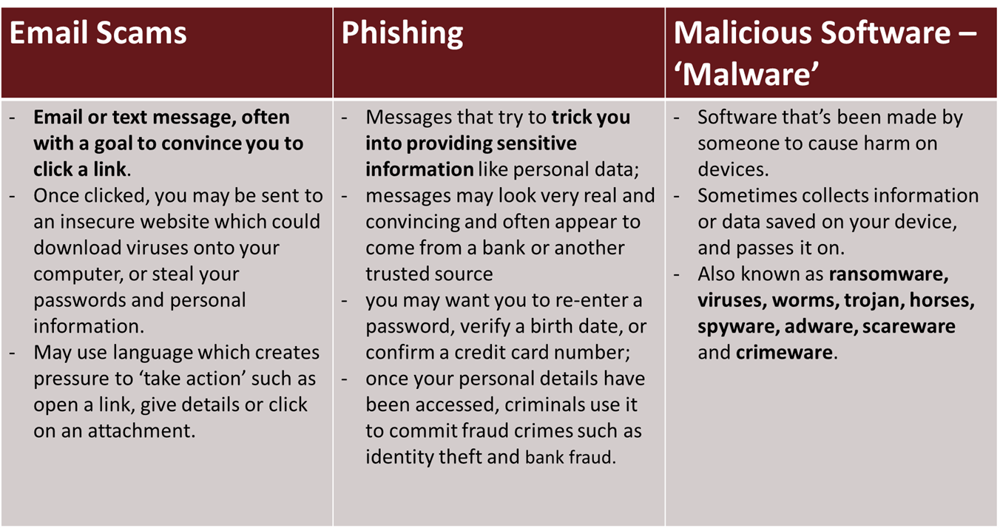 Email Scams
- Email or text message, often
with a goal to convince you to
click a link.
- Once clicked, you may be sent to
an insecure website which could
download viruses onto your
computer, or steal your
passwords and personal
information.
- May use language which creates
pressure to ‘take action’ such as
open a link, give details or click
on an attachment.
Phishing
- Messages that try to trick you
into providing sensitive
information like personal data;
- messages may look very real and
convincing and often appear to
come from a bank or another
trusted source
- you may want you to re-enter a
password, verify a birth date, or
confirm a credit card number;
- once your personal details have
been accessed, criminals use it
to commit fraud crimes such as
identity theft and bank fraud.
Malicious Software –
‘Malware’
- Software that’s been made by
someone to cause harm on
devices.
- Sometimes collects information
or data saved on your device,
and passes it on.
- Also known as ransomware,
viruses, worms, trojan, horses,
spyware, adware, scareware
and crimeware.